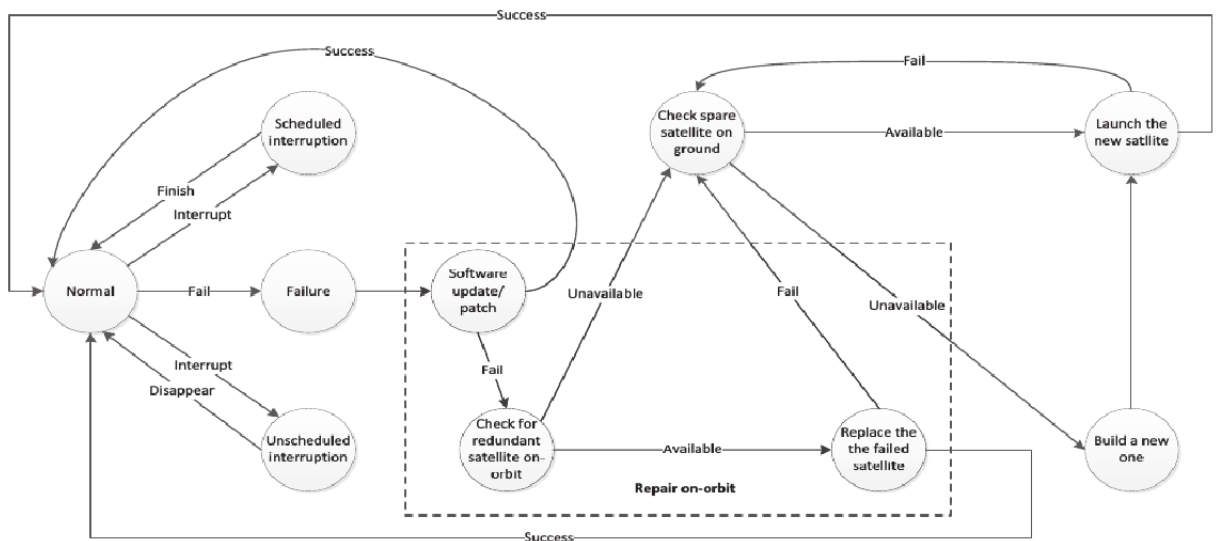 Success
Success
Fail
Scheduled
interruption
Check spare
satellite on
ground
Available
Launch the
new satllite
Finish
Interrupt
Normal
Fail
Failure
Software
update/
patch
Unavailable
Fail
Unavailable
Interrupt
Disappear
Fail
Unscheduled
interruption
Check for
redundant
satellite on-
orbit
Available
Replace the
the failed
satellite
Build a new
one
Repair on-orbit
Success